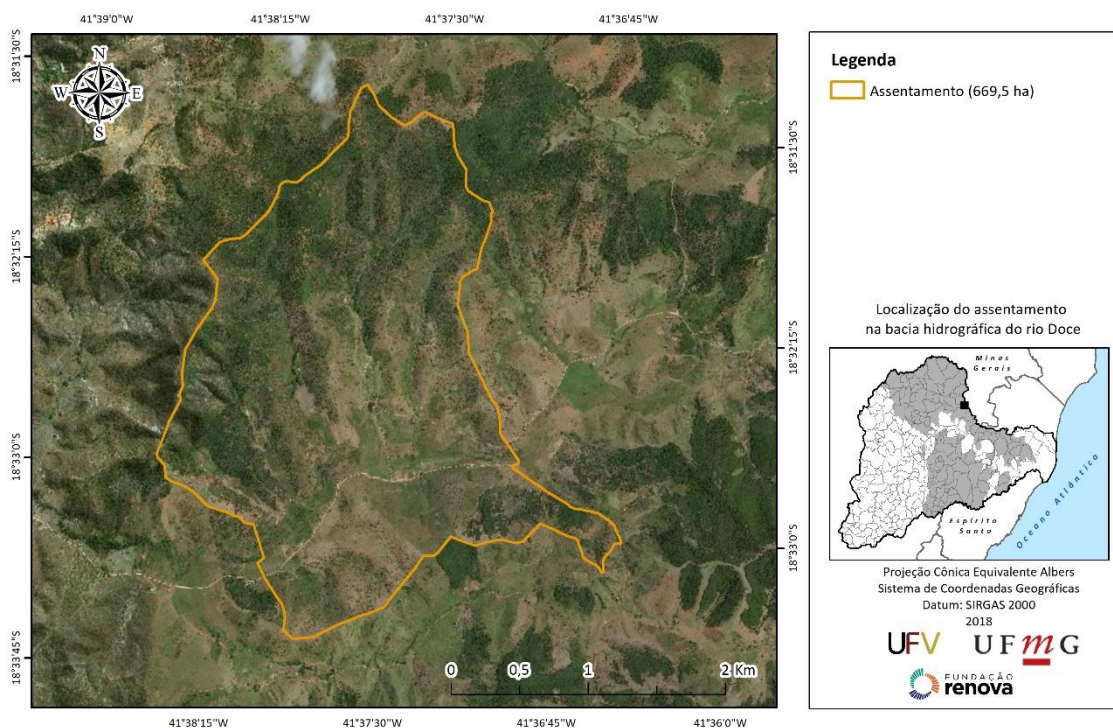 41°39'0"W
41°38'15"W
41°37'30"W
41°36'45"W
18°31'30"S
18°32'15"S
18°33'0"S
18°33'45"S
N
W
E
S
18°31'30"S
18°32'15"S
18°33'0"S
0
0,5
1
2 Km
41°38'15"W
41°37'30"W
41°36'45"W
41°36'0"W
Legenda
Assentamento (669,5 ha)
Localização do assentamento
na bacia hidrográfica do rio Doce
Minas
Gerais
Espírito
Santo
Oceano Atlântico
Projeção Cônica Equivalente Albers
Sistema de Coordenadas Geográficas
Datum: SIRGAS 2000
2018
UFV
UFmG
FUNDAÇÃO
renova